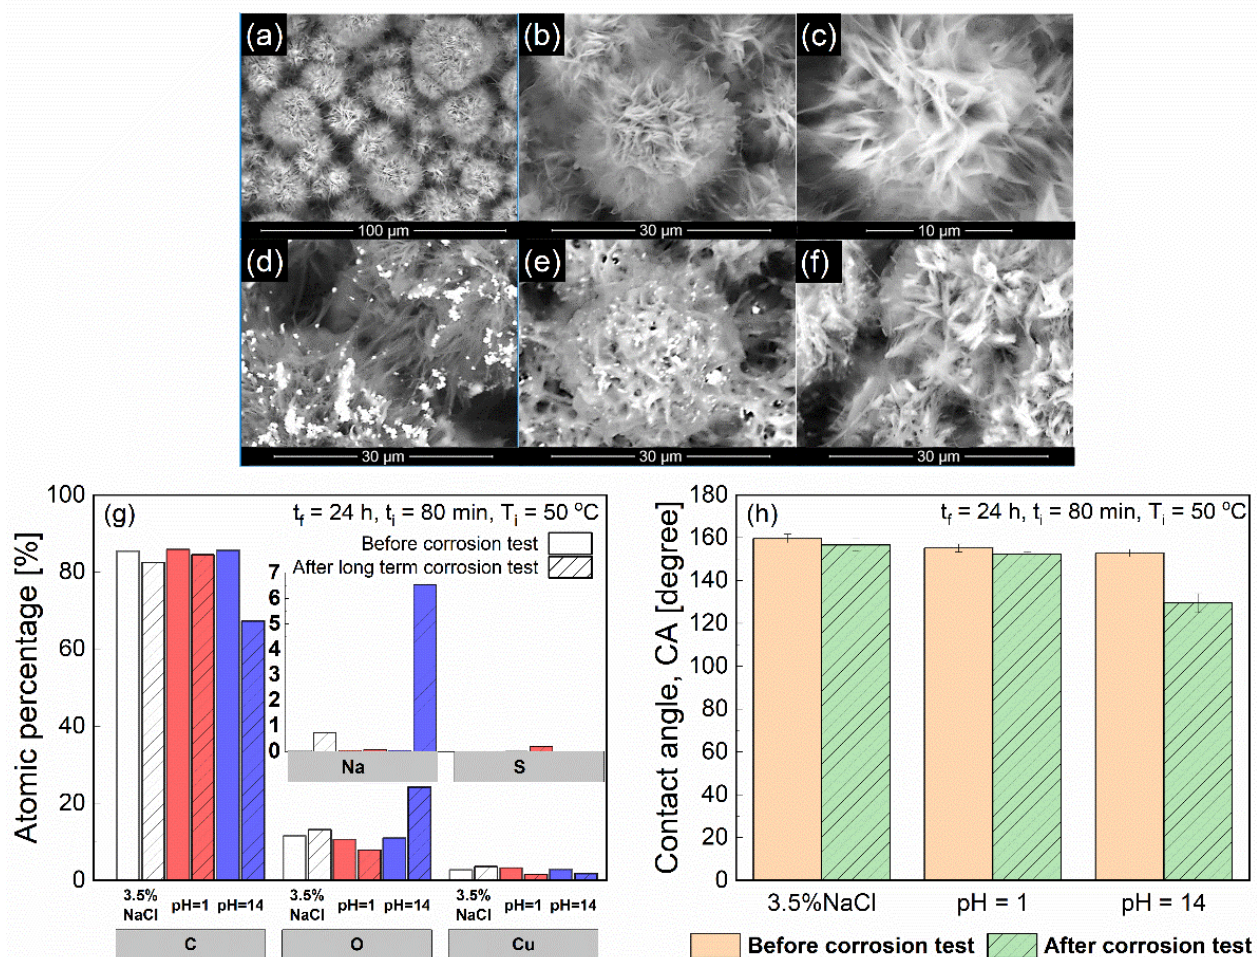 (a)
(b)
(c)
100 µm
30 µm
10 µm
(d)
(e)
(f)
30 µm
30 µm
30 µm
(g)
t_f = 24 h, t_i = 80 min, T_i = 50 °C
Before corrosion test
After long term corrosion test
Atomic percentage [%]
100
80
60
40
20
0
7
6
5
4
3
2
1
0
Na
S
3.5%
NaCl
pH=1
pH=14
3.5%
NaCl
pH=1
pH=14
3.5%
NaCl
pH=1
pH=14
C
O
Cu
(h)
t_f = 24 h, t_i = 80 min, T_i = 50 °C
Contact angle, CA [degree]
180
160
140
120
100
80
60
40
20
0
3.5%NaCl
pH = 1
pH = 14
Before corrosion test
After corrosion test